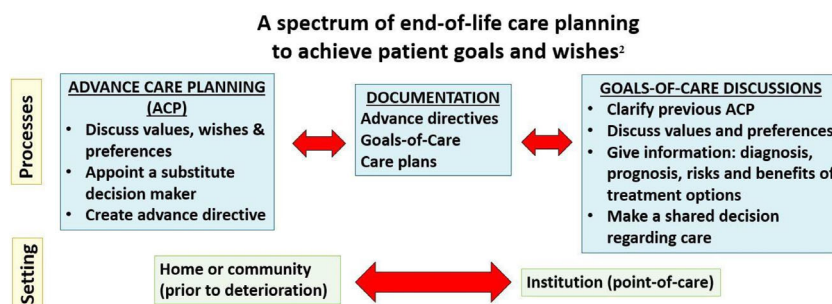 A spectrum of end-of-life care planning
to achieve patient goals and wishes²
Processes
ADVANCE CARE PLANNING
(ACP)
• Discuss values, wishes &
preferences
• Appoint a substitute
decision maker
• Create advance directive
DOCUMENTATION
Advance directives
Goals-of-Care
Care plans
GOALS-OF-CARE DISCUSSIONS
• Clarify previous ACP
• Discuss values and preferences
• Give information: diagnosis,
prognosis, risks and benefits of
treatment options
• Make a shared decision
regarding care
Setting
Home or community
(prior to deterioration)
Institution (point-of-care)